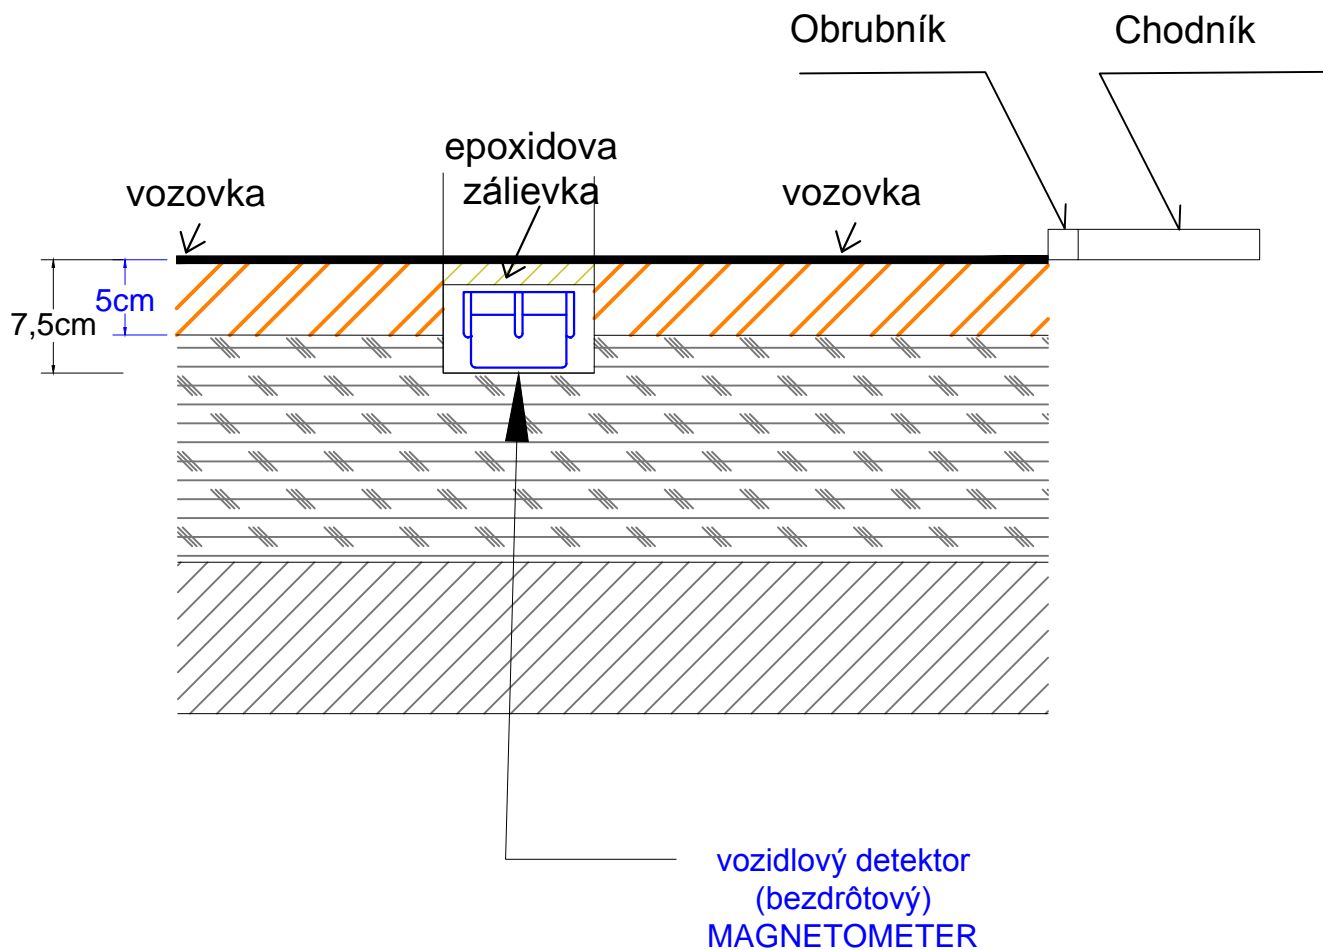 Obrubník
Chodník
epoxidova
zálievka
vozovka
vozovka
5cm
7,5cm
vozidlový detektor
(bezdrôtový)
MAGNETOMETER